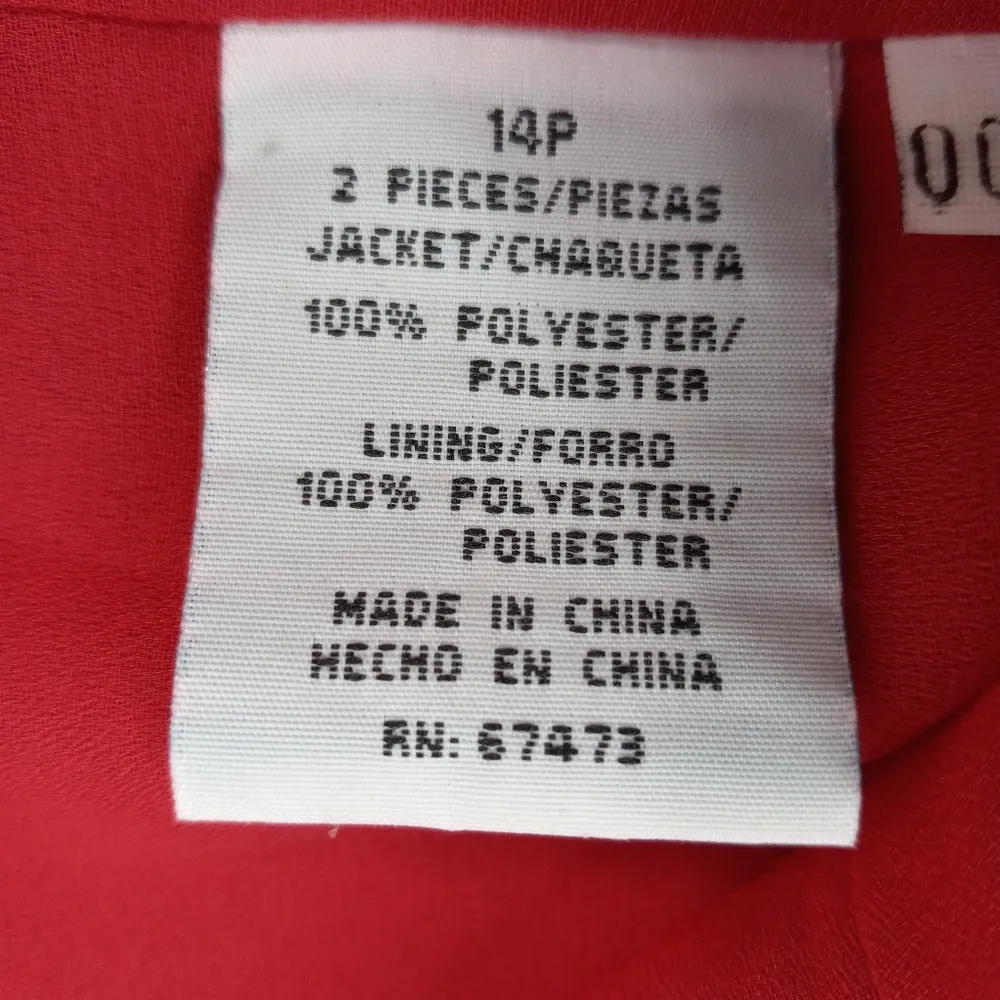 14P
2 PIECES/PIEZAS
JACKET/CHAQUETA
100% POLYESTER/
POLIESTER
LINING/FORRO
100% POLYESTER/
POLIESTER
MADE IN CHINA
HECHO EN CHINA
RN: 67473